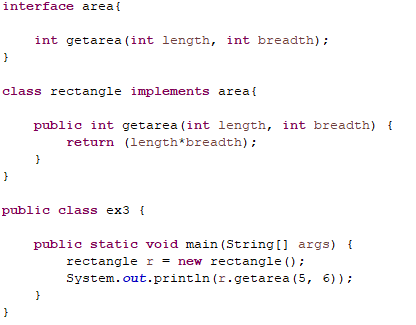 interface area{
int getarea(int length, int breadth);
}
class rectangle implements area{
public int getarea(int length, int breadth) {
return (length*breadth);
}
}
public class ex3 {
public static void main(String[] args) {
rectangle r = new rectangle();
System.out.println(r.getarea(5, 6));
}
}